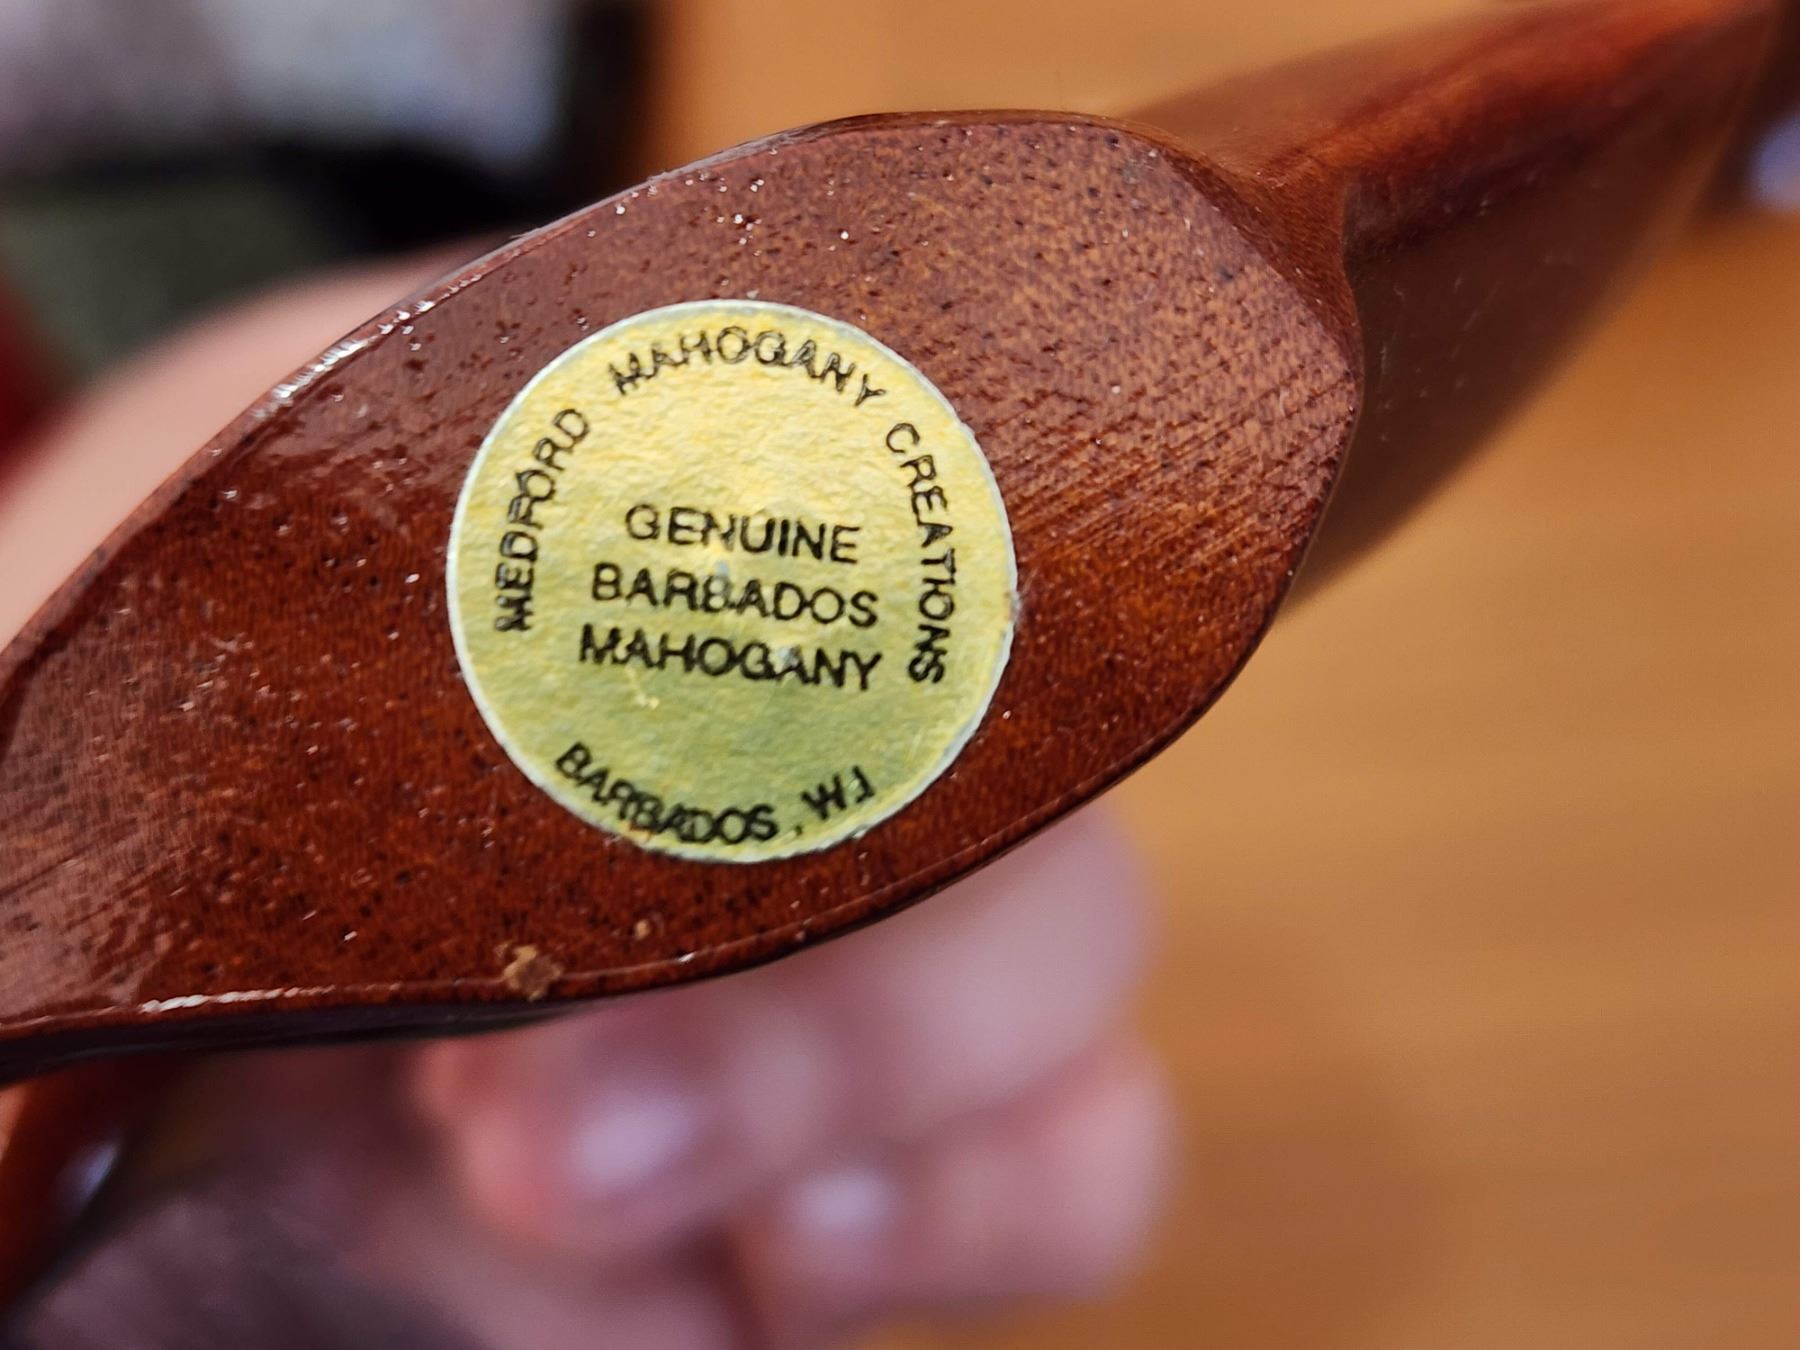 MEDFORD MAHOGANY CREATIONS
GENUINE
BARBADOS
MAHOGANY
BARBADOS, W.I.